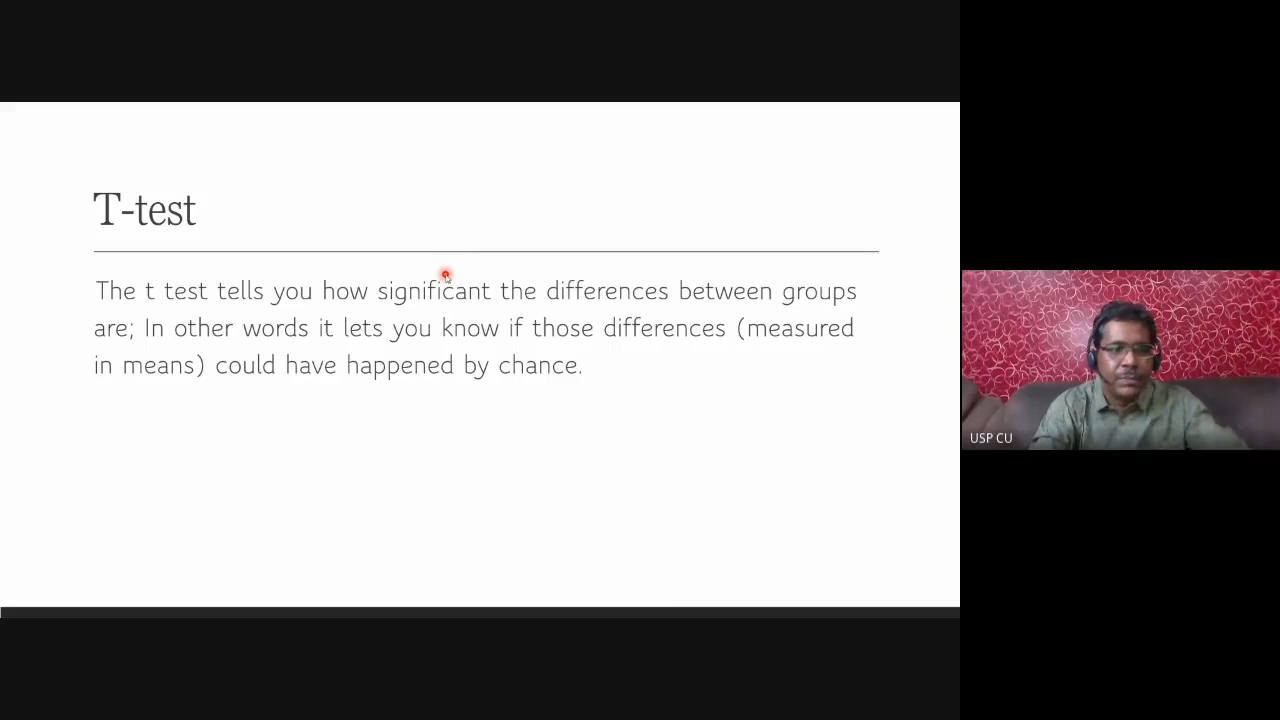 T-test
The t test tells you how significant the differences between groups
are; In other words it lets you know if those differences (measured
in means) could have happened by chance.
USP CU